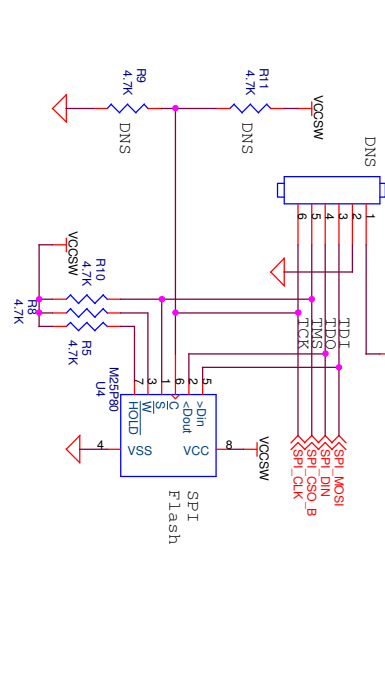 R9
4.7K
DNS
R11
4.7K
DNS
VCCSW
DNS
6
5
4
3
2
1
VCCSW
R10
4.7K
R8
4.7K
R5
4.7K
TCK
TMS
TDO
TDI
SPI_CLK
SPI_CSO_B
SPI_DIN
SPI_MOSI
M25P80
U4
7
3
1
6
2
5
HOLD
W
S
C
<Dout
>Din
4
VSS
VCC
8
VCCSW
SPI
Flash